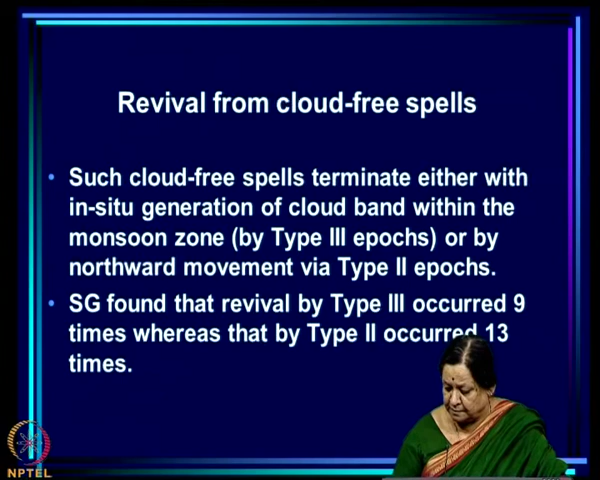 Revival from cloud-free spells
• Such cloud-free spells terminate either with
in-situ generation of cloud band within the
monsoon zone (by Type III epochs) or by
northward movement via Type II epochs.
• SG found that revival by Type III occurred 9
times whereas that by Type II occurred 13
times.
NPTEL